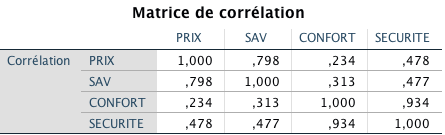 Matrice de corrélation
PRIX SAV CONFORT SECURITE
Corrélation PRIX 1,000 ,798 ,234 ,478
SAV ,798 1,000 ,313 ,477
CONFORT ,234 ,313 1,000 ,934
SECURITE ,478 ,477 ,934 1,000